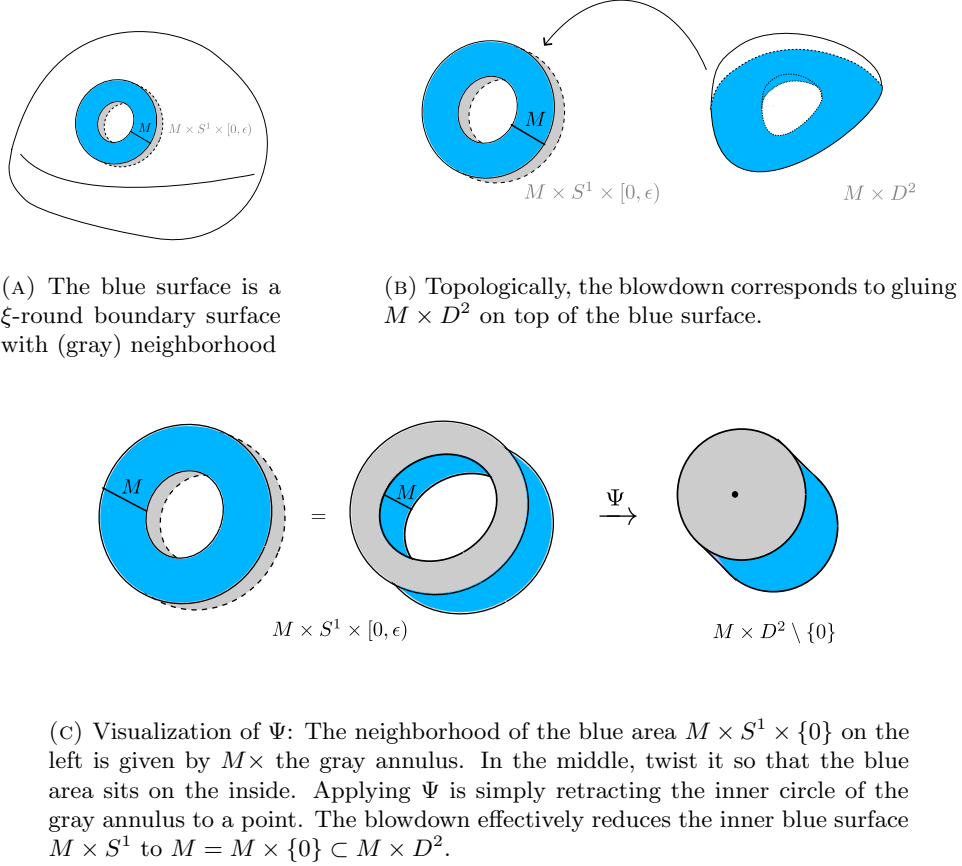 M
M × S¹ × [0, ϵ)
M
M × S¹ × [0, ϵ)
M × D²
(A) The blue surface is a
ξ-round boundary surface
with (gray) neighborhood
(B) Topologically, the blowdown corresponds to gluing
M × D² on top of the blue surface.
M
=
M
Ψ
M × S¹ × [0, ϵ)
M × D² \ {0}
(C) Visualization of Ψ: The neighborhood of the blue area M × S¹ × {0} on the
left is given by M× the gray annulus. In the middle, twist it so that the blue
area sits on the inside. Applying Ψ is simply retracting the inner circle of the
gray annulus to a point. The blowdown effectively reduces the inner blue surface
M × S¹ to M = M × {0} ⊂ M × D².